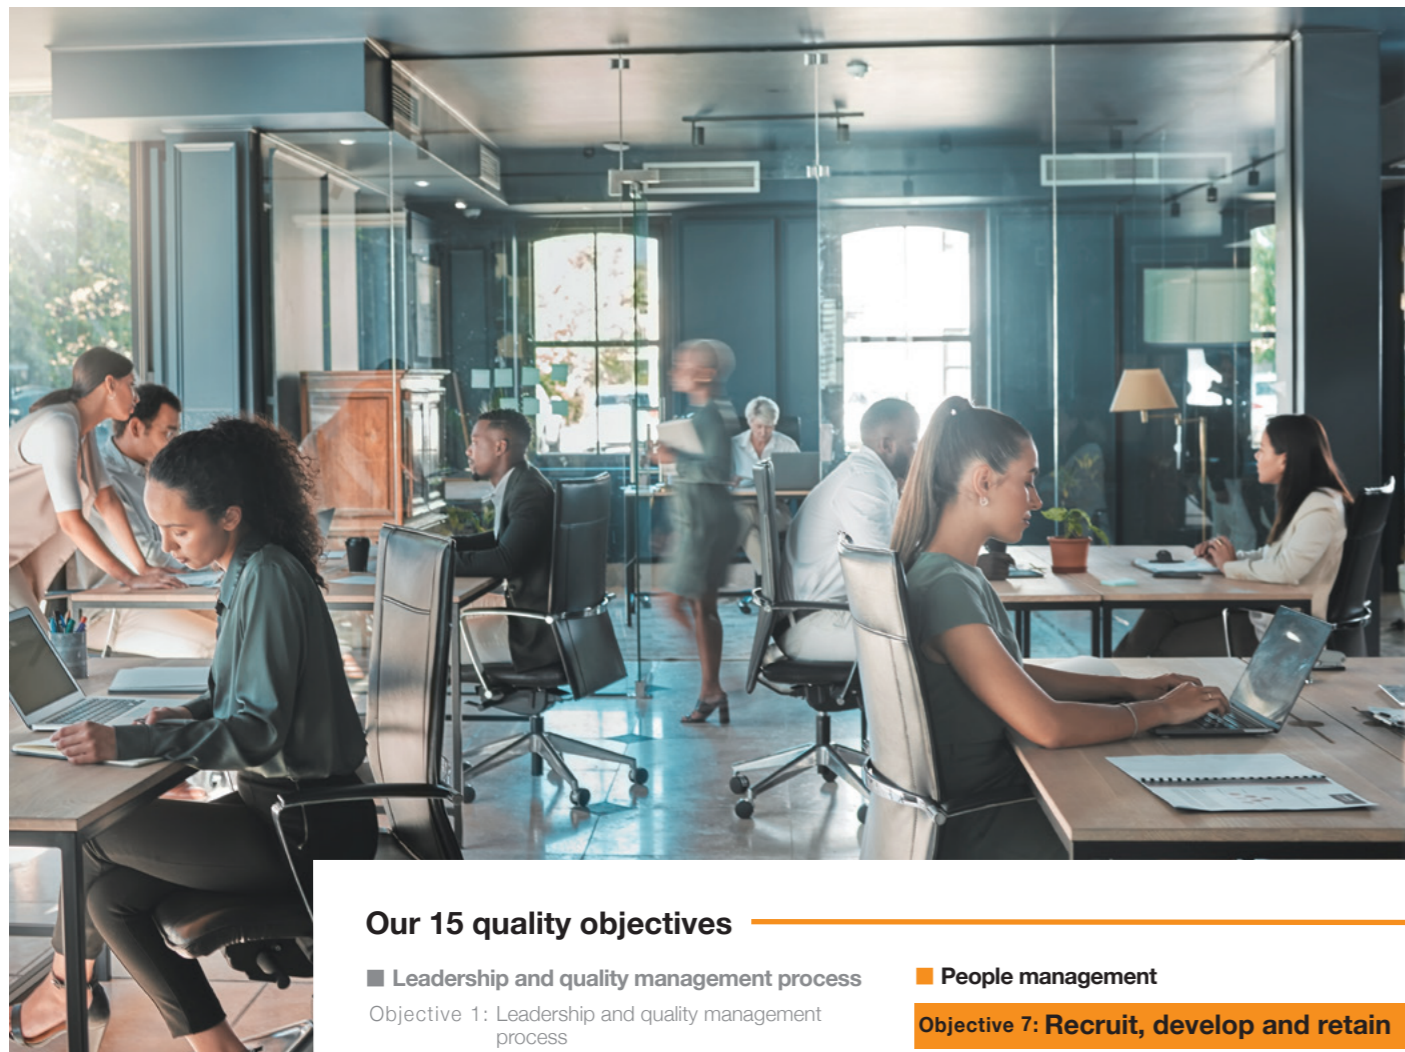 Our 15 quality objectives
Leadership and quality management process
Objective 1: Leadership and quality management
process
People management
Objective 7: Recruit, develop and retain